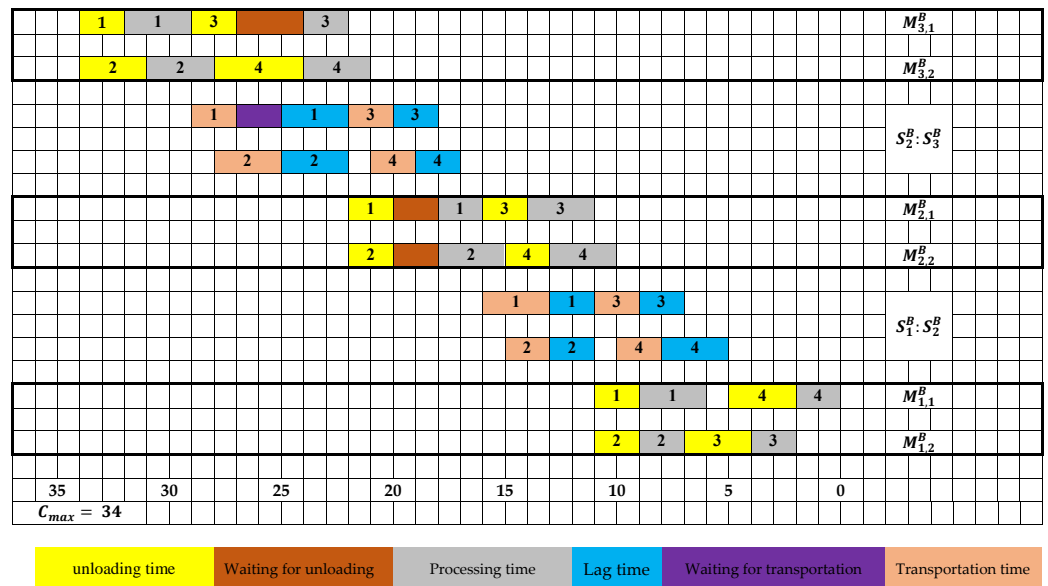 1 1 3 3 M^B_{3,1}
2 2 4 4 M^B_{3,2}
1 1 3 3
S^B_2: S^B_3
2 2 4 4
1 1 3 3 M^B_{2,1}
2 2 4 4 M^B_{2,2}
1 1 3 3
S^B_1: S^B_2
2 2 4 4
1 1 4 4 M^B_{1,1}
2 2 3 3 M^B_{1,2}
35 30 25 20 15 10 5 0
C_{max} = 34
unloading time Waiting for unloading Processing time Lag time Waiting for transportation Transportation time